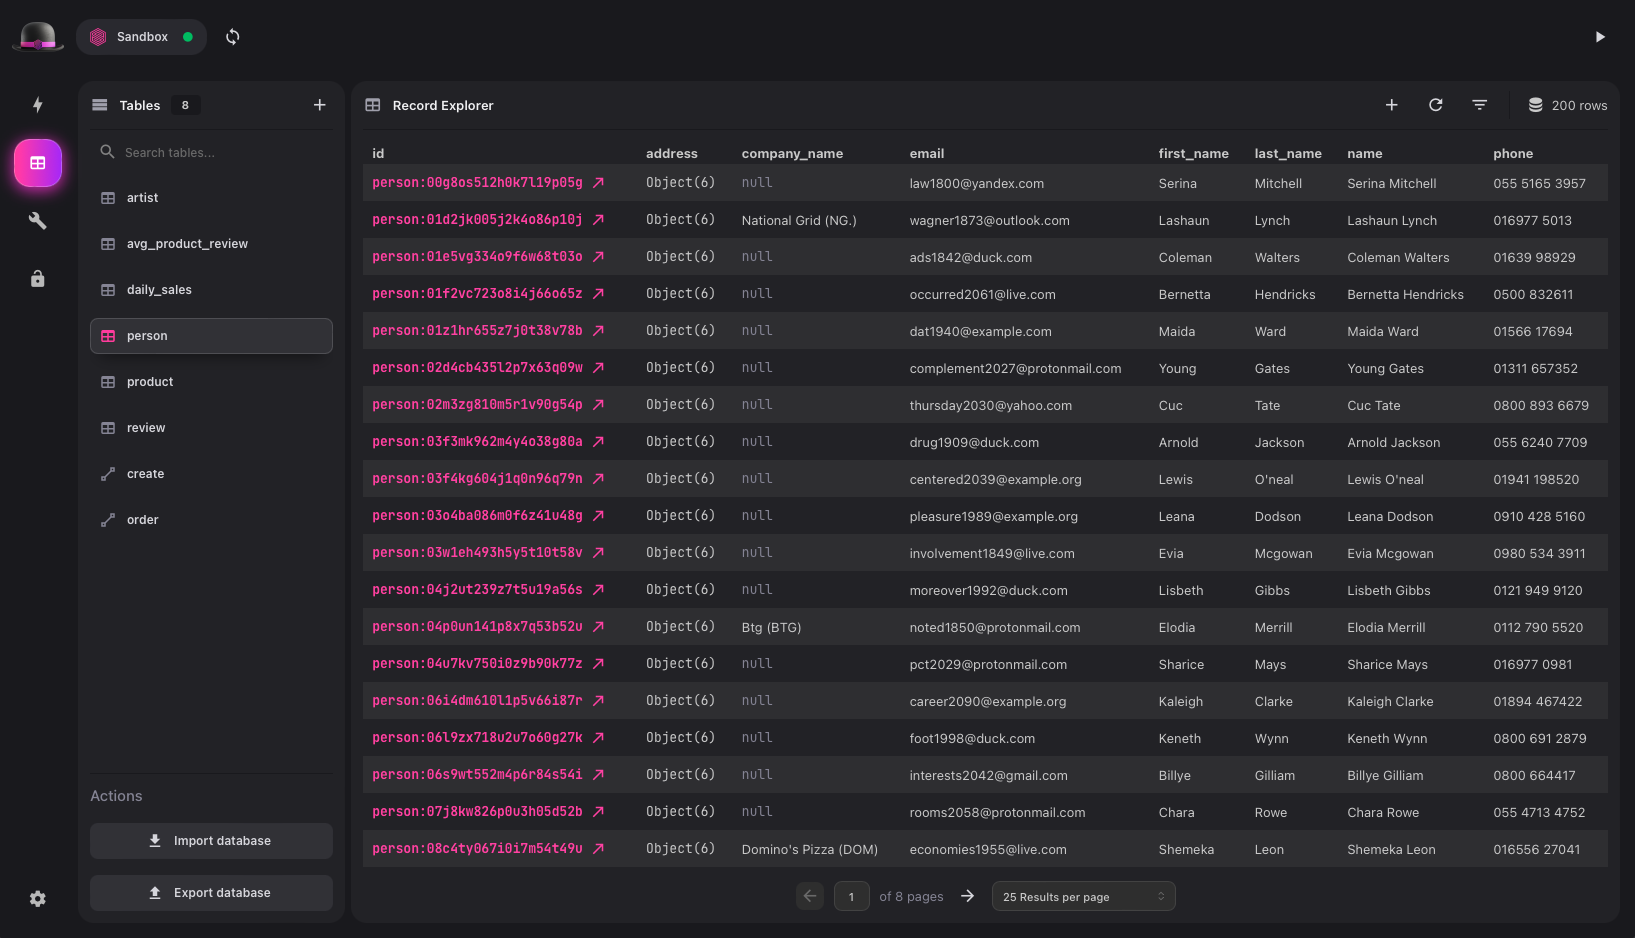 Sandbox
Tables 8
Search tables...
artist
avg_product_review
daily_sales
person
product
review
create
order
Actions
Import database
Export database
Record Explorer 200 rows
id address company_name email first_name last_name name phone
person:00g8os512h0k7l19p05g Object(6) null law1800@yandex.com Serina Mitchell Serina Mitchell 055 5165 3957
person:01d2jk005j2k4o86p10j Object(6) National Grid (NG.) wagner1873@outlook.com Lashaun Lynch Lashaun Lynch 016977 5013
person:01e5vg334o9f6w68t03o Object(6) null ads1842@duck.com Coleman Walters Coleman Walters 01639 98929
person:01f2vc723o8i4j66o65z Object(6) null occurred2061@live.com Bernetta Hendricks Bernetta Hendricks 0500 832611
person:01z1hr655z7j0t38v78b Object(6) null dat1940@example.com Maida Ward Maida Ward 01566 17694
person:02d4cb435l2p7x63q09w Object(6) null complement2027@protonmail.com Young Gates Young Gates 01311 657352
person:02m3zg810m5r1v90g54p Object(6) null thursday2030@yahoo.com Cuc Tate Cuc Tate 0800 893 6679
person:03f3mk962m4y4o38g80a Object(6) null drug1909@duck.com Arnold Jackson Arnold Jackson 055 6240 7709
person:03f4kg604j1q0n96q79n Object(6) null centered2039@example.org Lewis O'neal Lewis O'neal 01941 198520
person:03o4ba086m0f6z41u48g Object(6) null pleasure1989@example.org Leana Dodson Leana Dodson 0910 428 5160
person:03w1eh493h5y5t10t58v Object(6) null involvement1849@live.com Evia Mcgowan Evia Mcgowan 0980 534 3911
person:04j2ut239z7t5u19a56s Object(6) null moreover1992@duck.com Lisbeth Gibbs Lisbeth Gibbs 0121 949 9120
person:04p0un141p8x7q53b52u Object(6) Btg (BTG) noted1850@protonmail.com Elodia Merrill Elodia Merrill 0112 790 5520
person:04u7kv750i0z9b90k77z Object(6) null pct2029@protonmail.com Sharice Mays Sharice Mays 016977 0981
person:06i4dm610l1p5v66i87r Object(6) null career2090@example.org Kaleigh Clarke Kaleigh Clarke 01894 467422
person:06l9zx718u2u7o60g27k Object(6) null foot1998@duck.com Keneth Wynn Keneth Wynn 0800 691 2879
person:06s9wt552m4p6r84s54i Object(6) null interests2042@gmail.com Billye Gilliam Billye Gilliam 0800 664417
person:07j8kw826p0u3h05d52b Object(6) null rooms2058@protonmail.com Chara Rowe Chara Rowe 055 4713 4752
person:08c4ty067i0i7m54t49u Object(6) Domino's Pizza (DOM) economies1955@live.com Shemeka Leon Shemeka Leon 016556 27041
1 of 8 pages 25 Results per page